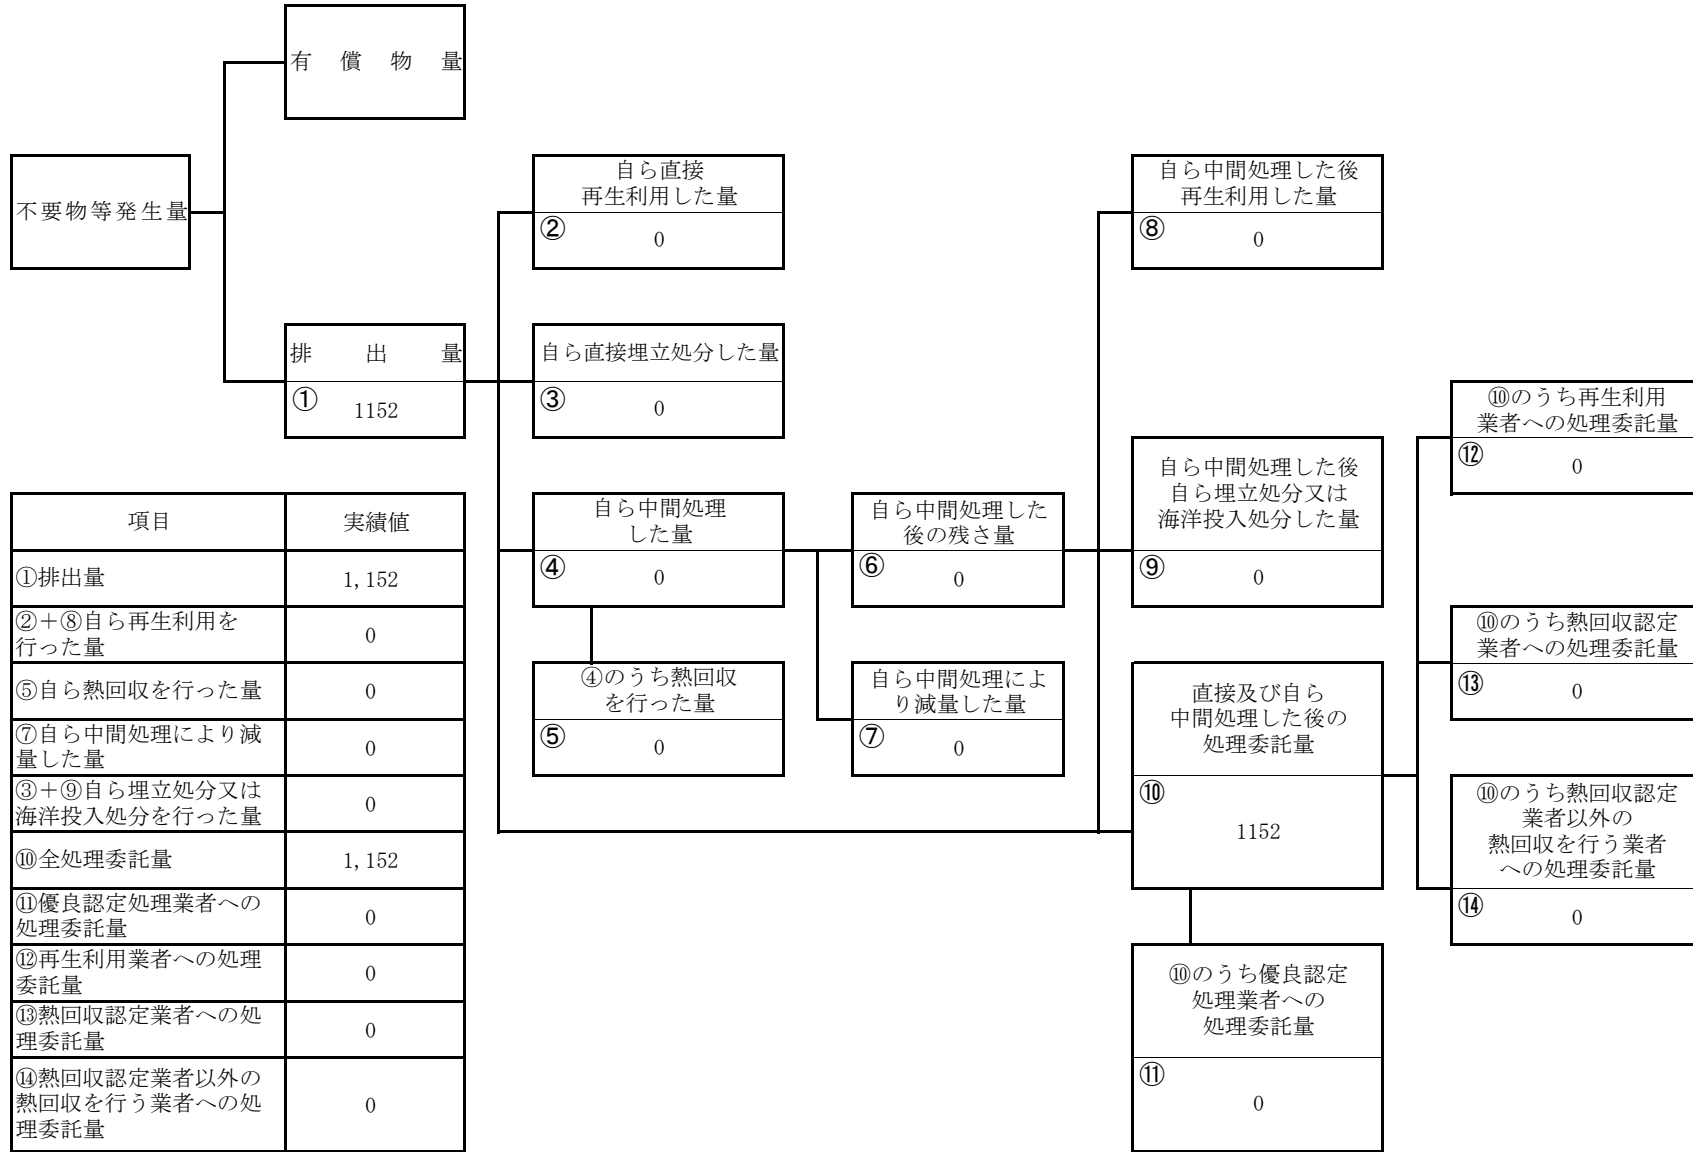 有償物量
不要物等発生量
排出量
①
1152
自ら直接
再生利用した量
②
0
自ら直接埋立処分した量
③
0
自ら中間処理
した量
④
0
④のうち熱回収
を行った量
⑤
0
自ら中間処理した
後の残さ量
⑥
0
自ら中間処理によ
り減量した量
⑦
0
自ら中間処理した後
再生利用した量
⑧
0
自ら中間処理した後
自ら埋立処分又は
海洋投入処分した量
⑨
0
直接及び自ら
中間処理した後の
処理委託量
⑩
1152
⑩のうち優良認定
処理業者への
処理委託量
⑪
0
⑩のうち再生利用
業者への処理委託量
⑫
0
⑩のうち熱回収認定
業者への処理委託量
⑬
0
⑩のうち熱回収認定
業者以外の
熱回収を行う業者
への処理委託量
⑭
0
項目 実績値
①排出量 1,152
②＋⑧自ら再生利用を
行った量 0
⑤自ら熱回収を行った量 0
⑦自ら中間処理により減
量した量 0
③＋⑨自ら埋立処分又は
海洋投入処分を行った量 0
⑩全処理委託量 1,152
⑪優良認定処理業者への
処理委託量 0
⑫再生利用業者への処理
委託量 0
⑬熱回収認定業者への処
理委託量 0
⑭熱回収認定業者以外の
熱回収を行う業者への処
理委託量 0